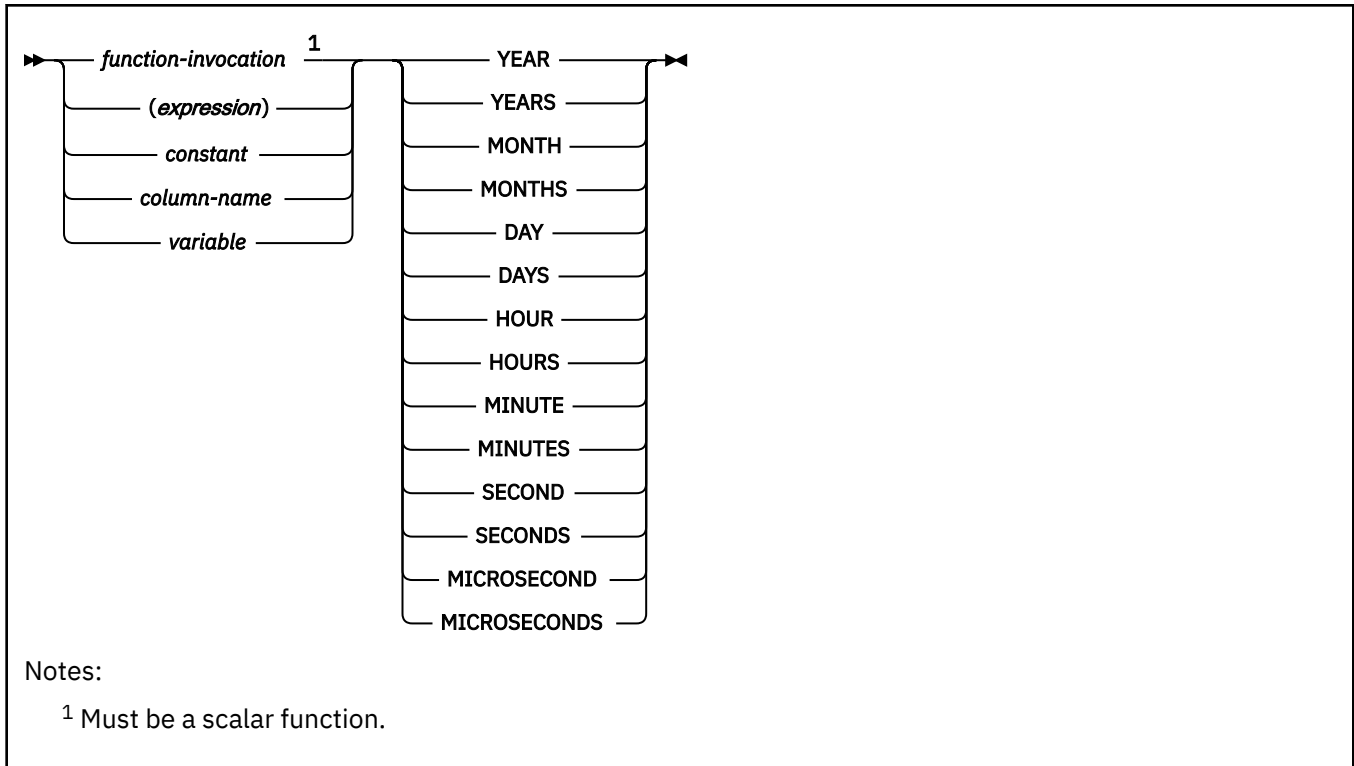 function-invocation 1 YEAR
(expression) YEARS
constant MONTH
column-name MONTHS
variable DAY
DAYS
HOUR
HOURS
MINUTE
MINUTES
SECOND
SECONDS
MICROSECOND
MICROSECONDS
Notes:
1 Must be a scalar function.